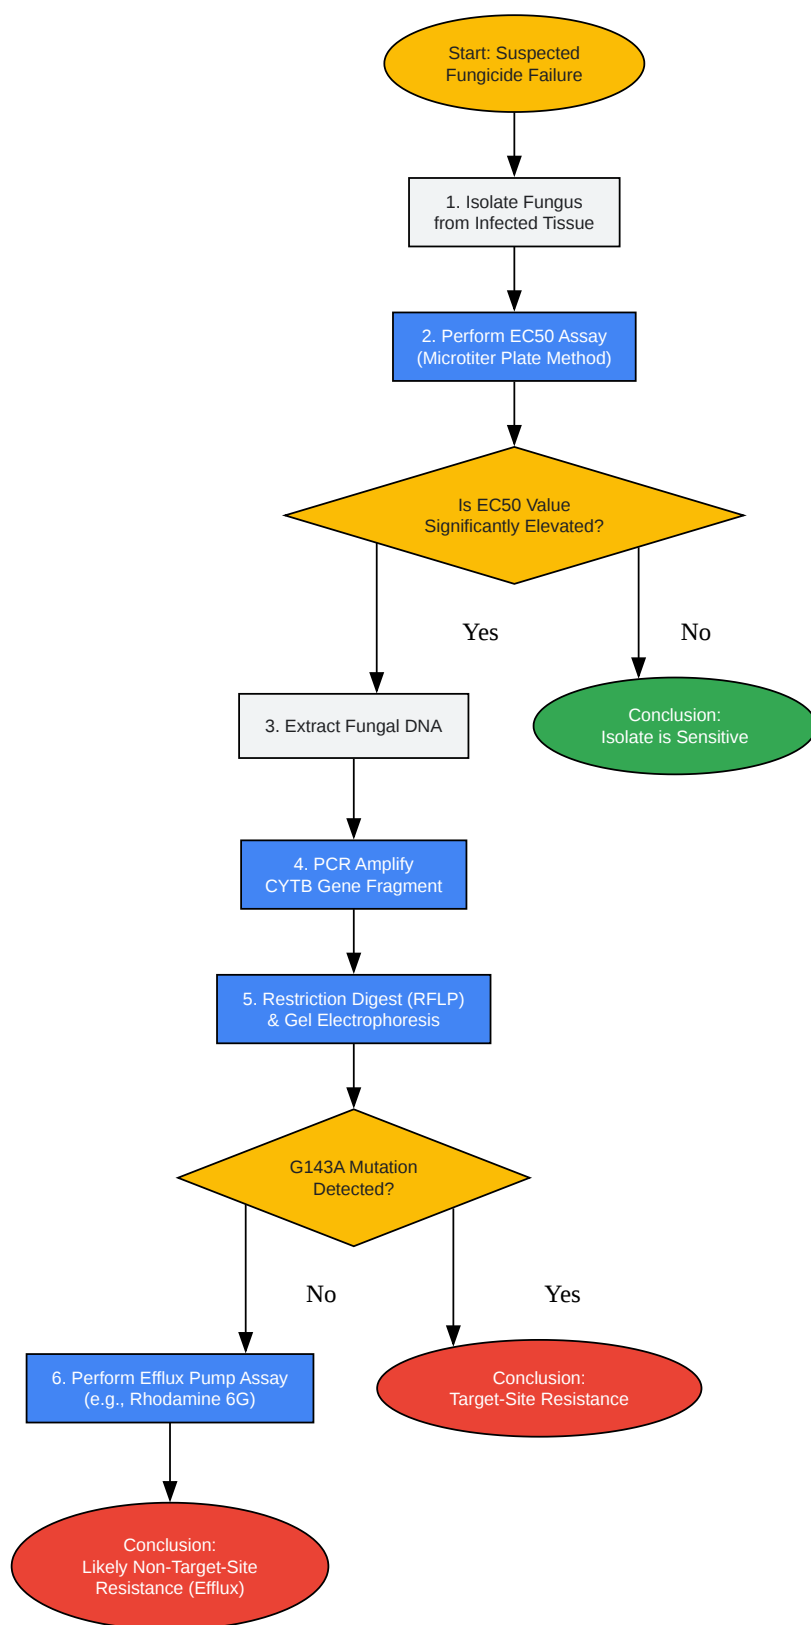 Start: Suspected
Fungicide Failure
1. Isolate Fungus
from Infected Tissue
2. Perform EC50 Assay
(Microtiter Plate Method)
Is EC50 Value
Significantly Elevated?
Yes
No
3. Extract Fungal DNA
Conclusion:
Isolate is Sensitive
4. PCR Amplify
CYTB Gene Fragment
5. Restriction Digest (RFLP)
& Gel Electrophoresis
G143A Mutation
Detected?
No
Yes
6. Perform Efflux Pump Assay
(e.g., Rhodamine 6G)
Conclusion:
Target-Site Resistance
Conclusion:
Likely Non-Target-Site
Resistance (Efflux)